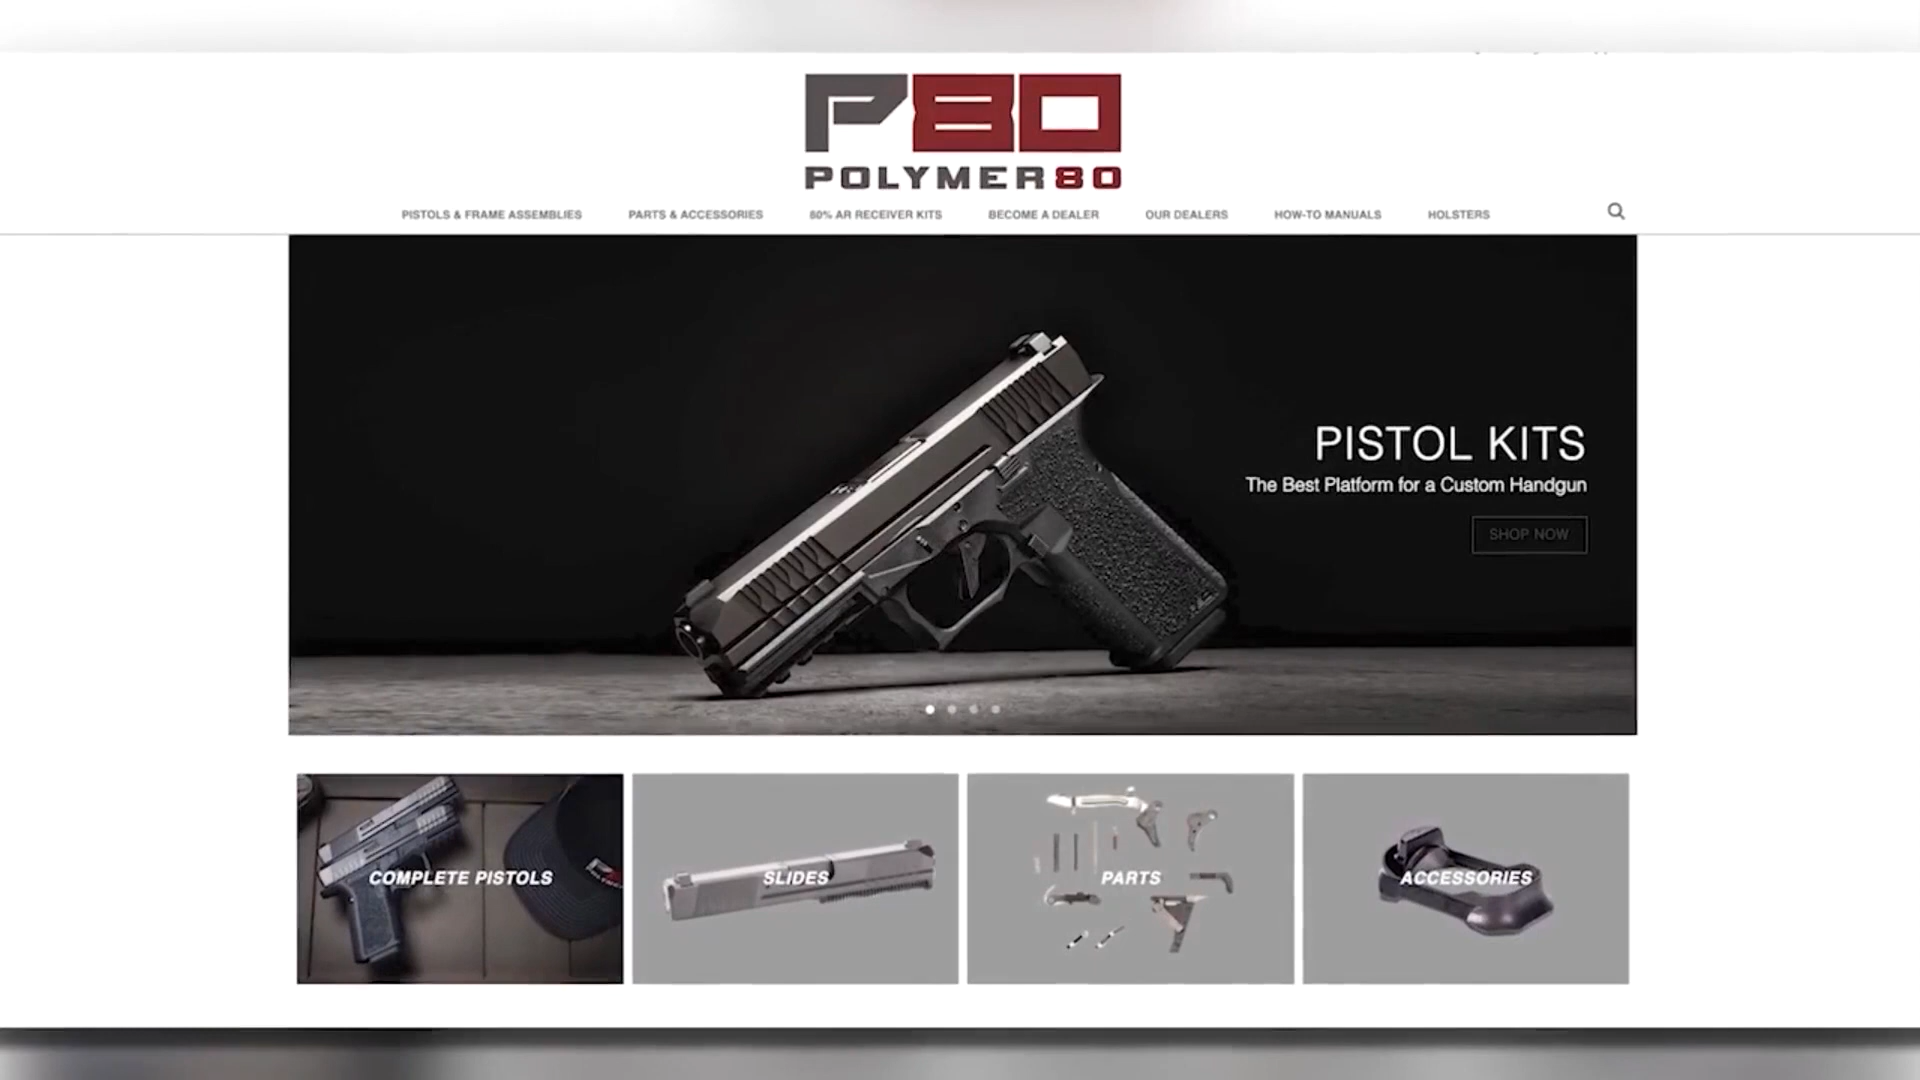 P80
POLYMER80
PISTOLS & FRAME ASSEMBLIES
PARTS & ACCESSORIES
80% AR RECEIVER KITS
BECOME A DEALER
OUR DEALERS
HOW-TO MANUALS
HOLSTERS
PISTOL KITS
The Best Platform for a Custom Handgun
SHOP NOW
COMPLETE PISTOLS
SLIDES
PARTS
ACCESSORIES